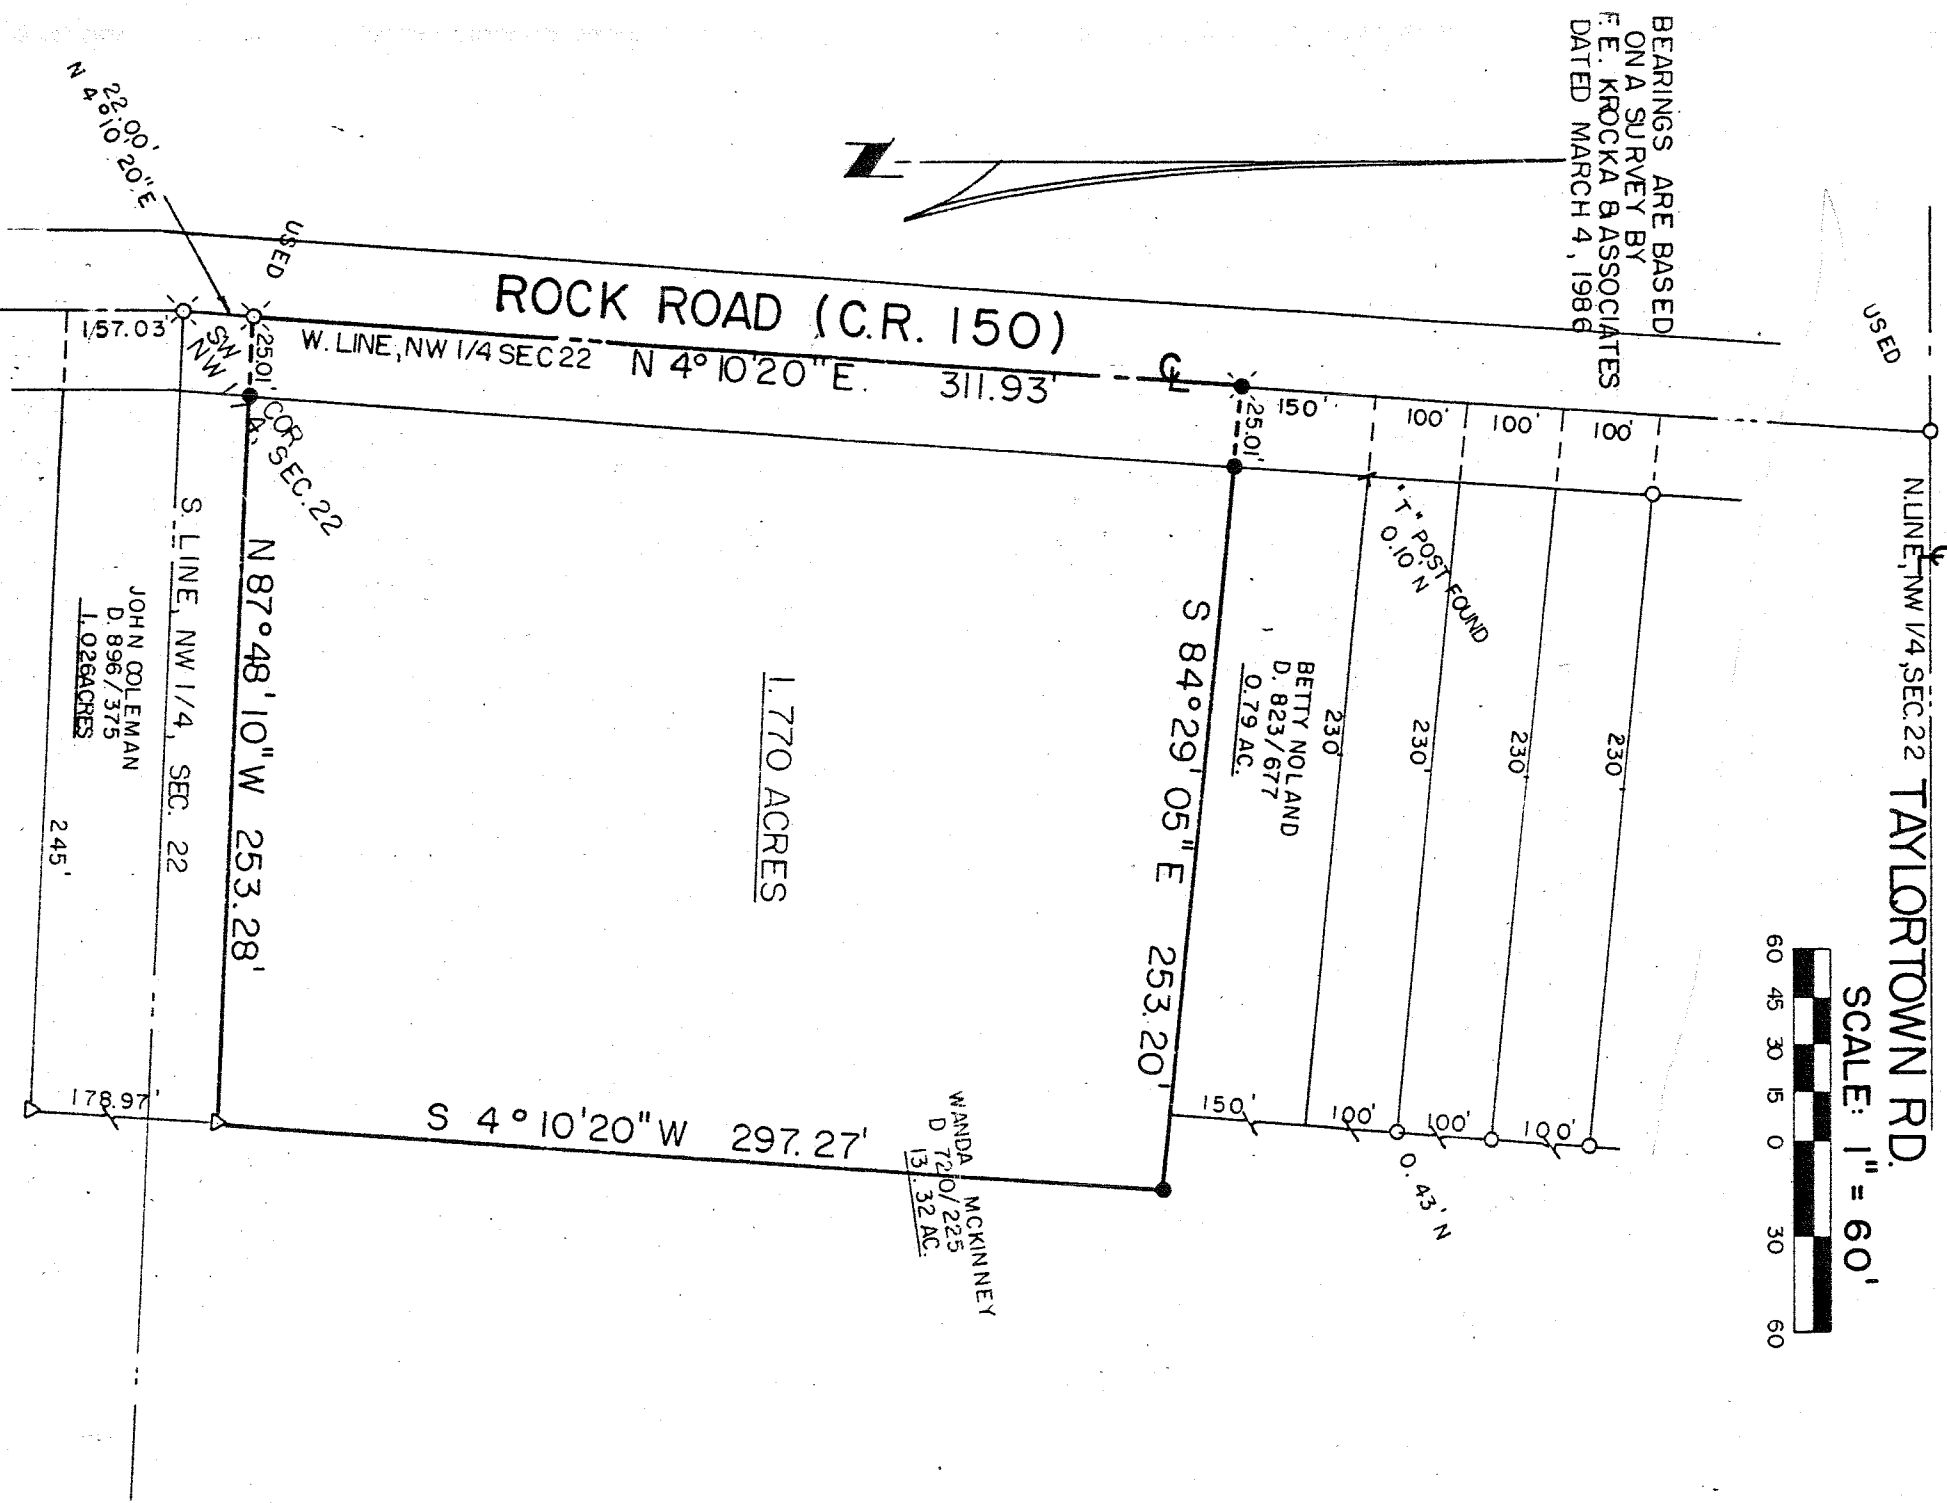 BEARINGS ARE BASED
ON A SURVEY BY
F.E. KROCKA & ASSOCIATES
DATED MARCH 4, 1986
22.00'
N 4°10'20"E
USED
ROCK ROAD (C.R. 150)
W. LINE, NW 1/4 SEC 22 N 4°10'20"E. 311.93'
℄
157.03'
25.01'
SW COR.
NW 1/4, SEC. 22
25.01'
150'
100'
100'
100'
USED
℄
N. LINE, NW 1/4, SEC. 22 TAYLORTOWN RD.
SCALE: 1" = 60'
60 45 30 15 0 30 60
"T" POST FOUND
0.10' N
230'
230'
230'
230'
BETTY NOLAND
D. 823/677
0.79 AC.
S 84°29'05" E 253.20'
1.770 ACRES
N 87°48'10" W 253.28'
S. LINE, NW 1/4, SEC. 22
JOHN COLEMAN
D. 896/375
1.026 ACRES
245'
178.97'
S 4°10'20" W 297.27'
WANDA MCKINNEY
D 720/225
13.32 AC.
150'
100'
100'
100'
0.43' N
N